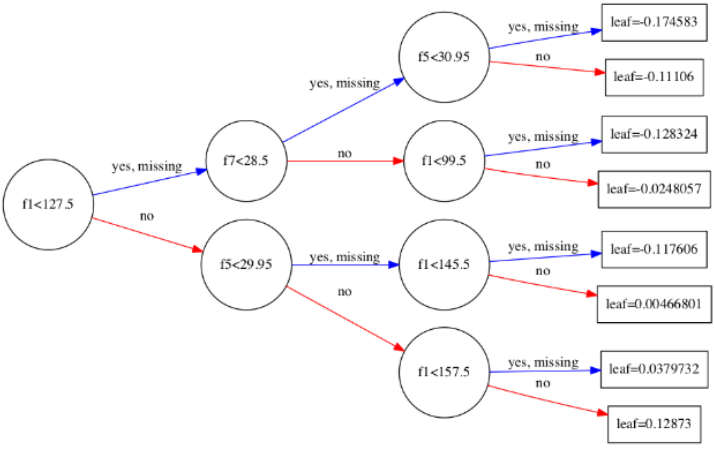 yes, missing
leaf=-0.174583
f5<30.95
no
leaf=-0.11106
yes, missing
yes, missing
leaf=-0.128324
f7<28.5
no
f1<99.5
no
yes, missing
leaf=-0.0248057
f1<127.5
no
yes, missing
leaf=-0.117606
f5<29.95
yes, missing
f1<145.5
no
no
leaf=0.00466801
yes, missing
leaf=0.0379732
f1<157.5
no
leaf=0.12873